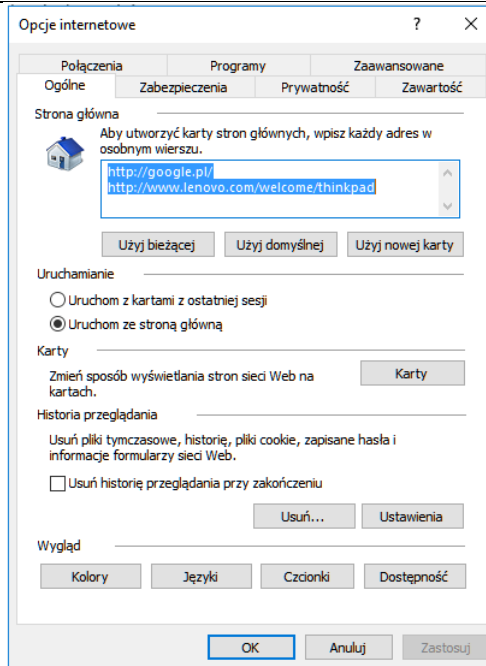 Opcje internetowe
?
Połączenia Programy Zaawansowane
Ogólne Zabezpieczenia Prywatność Zawartość
Strona główna
Aby utworzyć karty stron głównych, wpisz każdy adres w
osobnym wierszu.
http://google.pl/
http://www.lenovo.com/welcome/thinkpad
Użyj bieżącej Użyj domyślnej Użyj nowej karty
Uruchamianie
Uruchom z kartami z ostatniej sesji
Uruchom ze stroną główną
Karty
Zmień sposób wyświetlania stron sieci Web na
kartach.
Karty
Historia przeglądania
Usuń pliki tymczasowe, historię, pliki cookie, zapisane hasła i
informacje formularzy sieci Web.
Usuń historię przeglądania przy zakończeniu
Usuń... Ustawienia
Wygląd
Kolory Języki Czcionki Dostępność
OK Anuluj Zastosuj